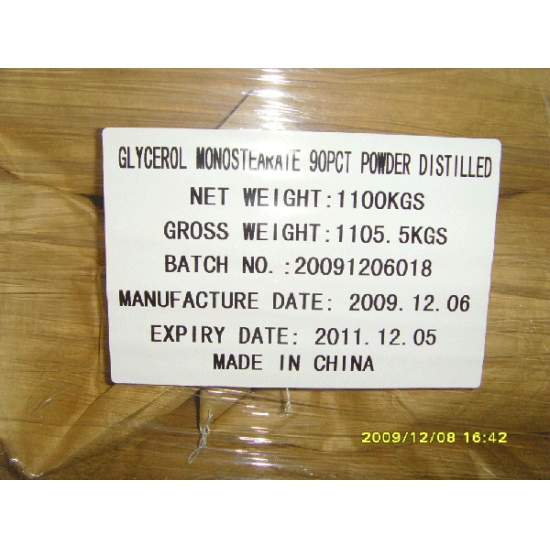 GLYCEROL MONOSTEARATE 90PCT POWDER DISTILLED
NET WEIGHT:1100KGS
GROSS WEIGHT:1105.5KGS
BATCH NO.:20091206018
MANUFACTURE DATE: 2009.12.06
EXPIRY DATE: 2011.12.05
MADE IN CHINA
2009/12/08 16:42